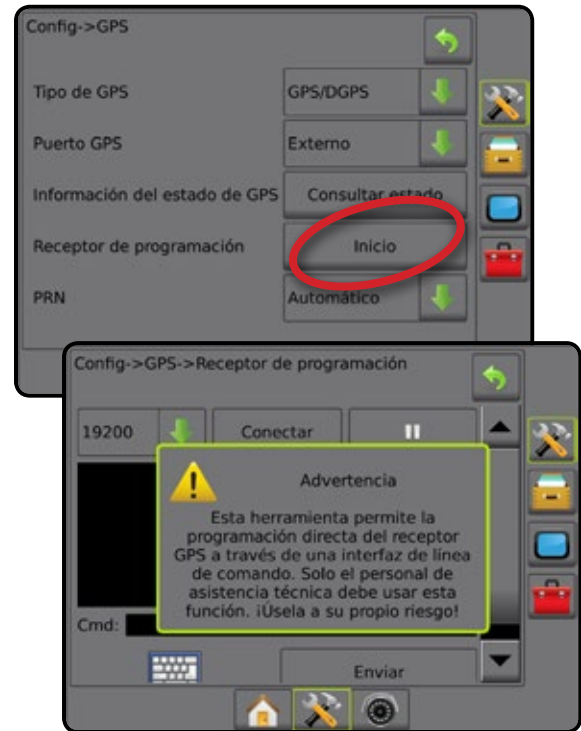 Config->GPS
Tipo de GPS GPS/DGPS
Puerto GPS Externo
Información del estado de GPS Consultar estado
Receptor de programación Inicio
PRN Automático
Config->GPS->Receptor de programación
19200 Conectar
Advertencia
Esta herramienta permite la
programación directa del receptor
GPS a través de una interfaz de línea
de comando. Solo el personal de
asistencia técnica debe usar esta
función. ¡Úsela a su propio riesgo!
Cmd:
Enviar